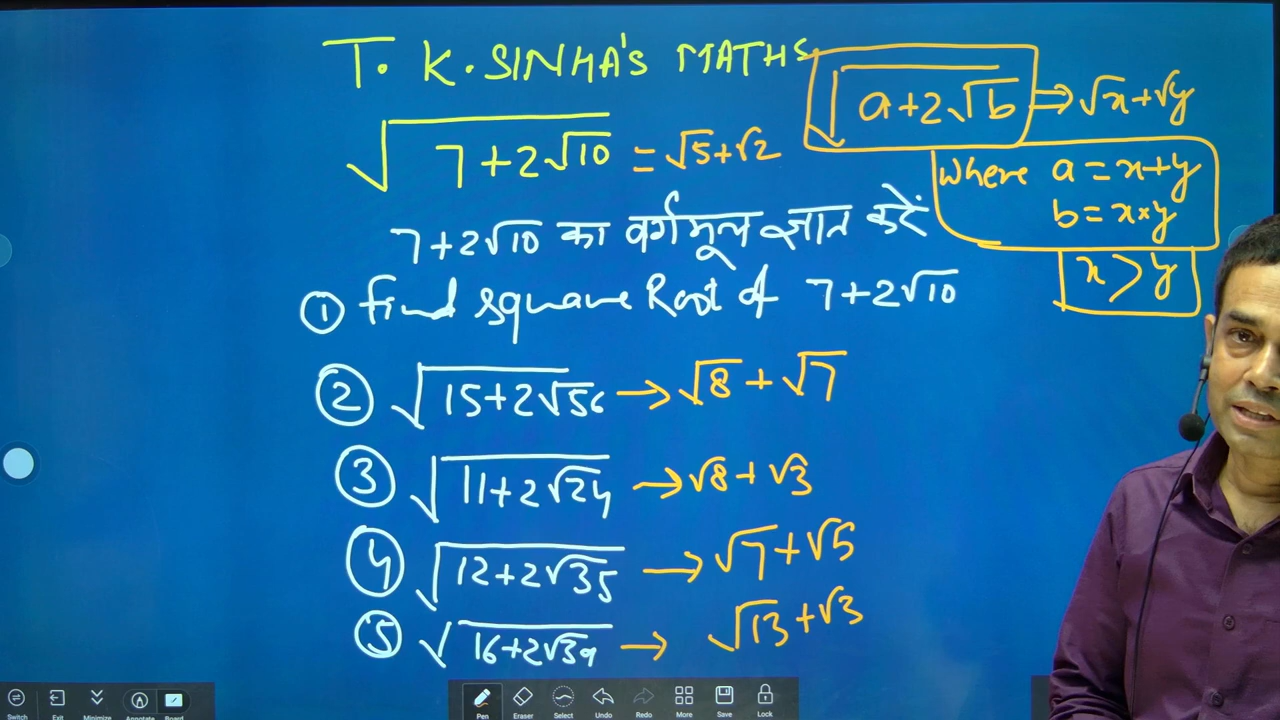 T. K. SINHA'S MATHS
√(a+2√b) ⇒ √x+√y
where a = x+y
b = x×y
x > y
√(7+2√10) = √5+√2
7+2√10 का वर्गमूल ज्ञात करें
① Find square Root of 7+2√10
② √(15+2√56) → √8 + √7
③ √(11+2√24) → √8 + √3
④ √(12+2√35) → √7 + √5
⑤ √(16+2√39) → √13 + √3
Switch Exit Minimize Annotate Board Pen Eraser Select Undo Redo More Save Lock